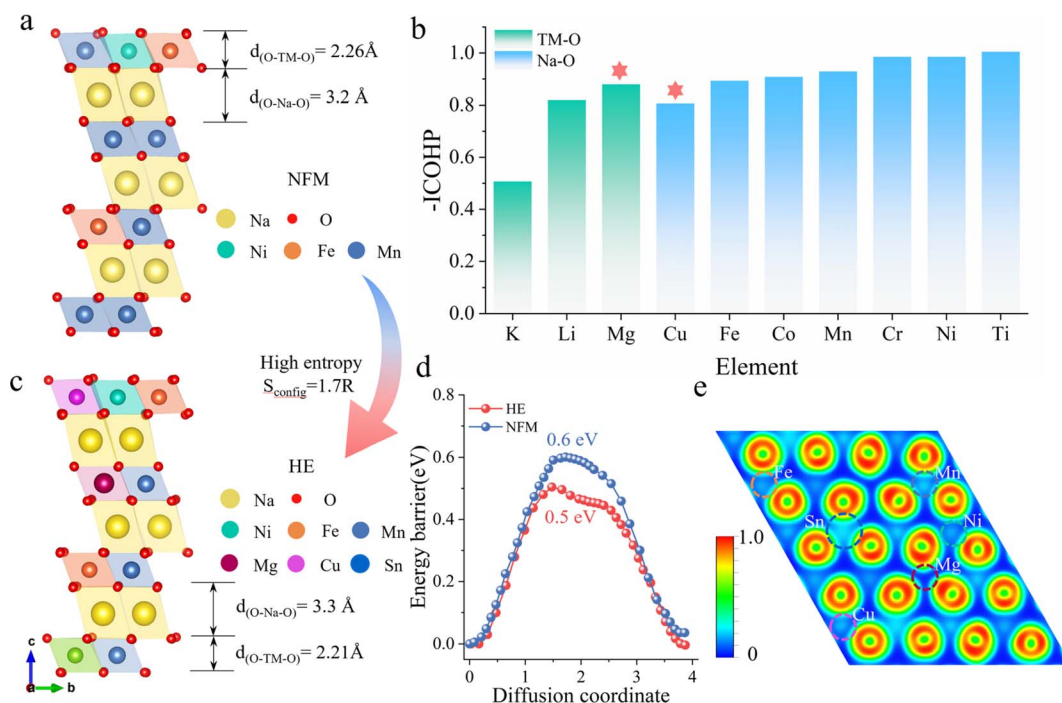 a
d(O-TM-O)= 2.26Å
d(O-Na-O)= 3.2 Å
NFM
Na O
Ni Fe Mn
b
TM-O
Na-O
-ICOHP
1.0
0.8
0.6
0.4
0.2
0.0
K Li Mg Cu Fe Co Mn Cr Ni Ti
Element
High entropy
Sconfig=1.7R
c
HE
Na O
Ni Fe Mn
Mg Cu Sn
d(O-Na-O)= 3.3 Å
d(O-TM-O)= 2.21Å
c
a b
d
HE
NFM
0.6 eV
0.5 eV
Energy barrier(eV)
0.8
0.6
0.4
0.2
0.0
0 1 2 3 4
Diffusion coordinate
e
1.0
0
Fe
Mn
Sn
Ni
Mg
Cu